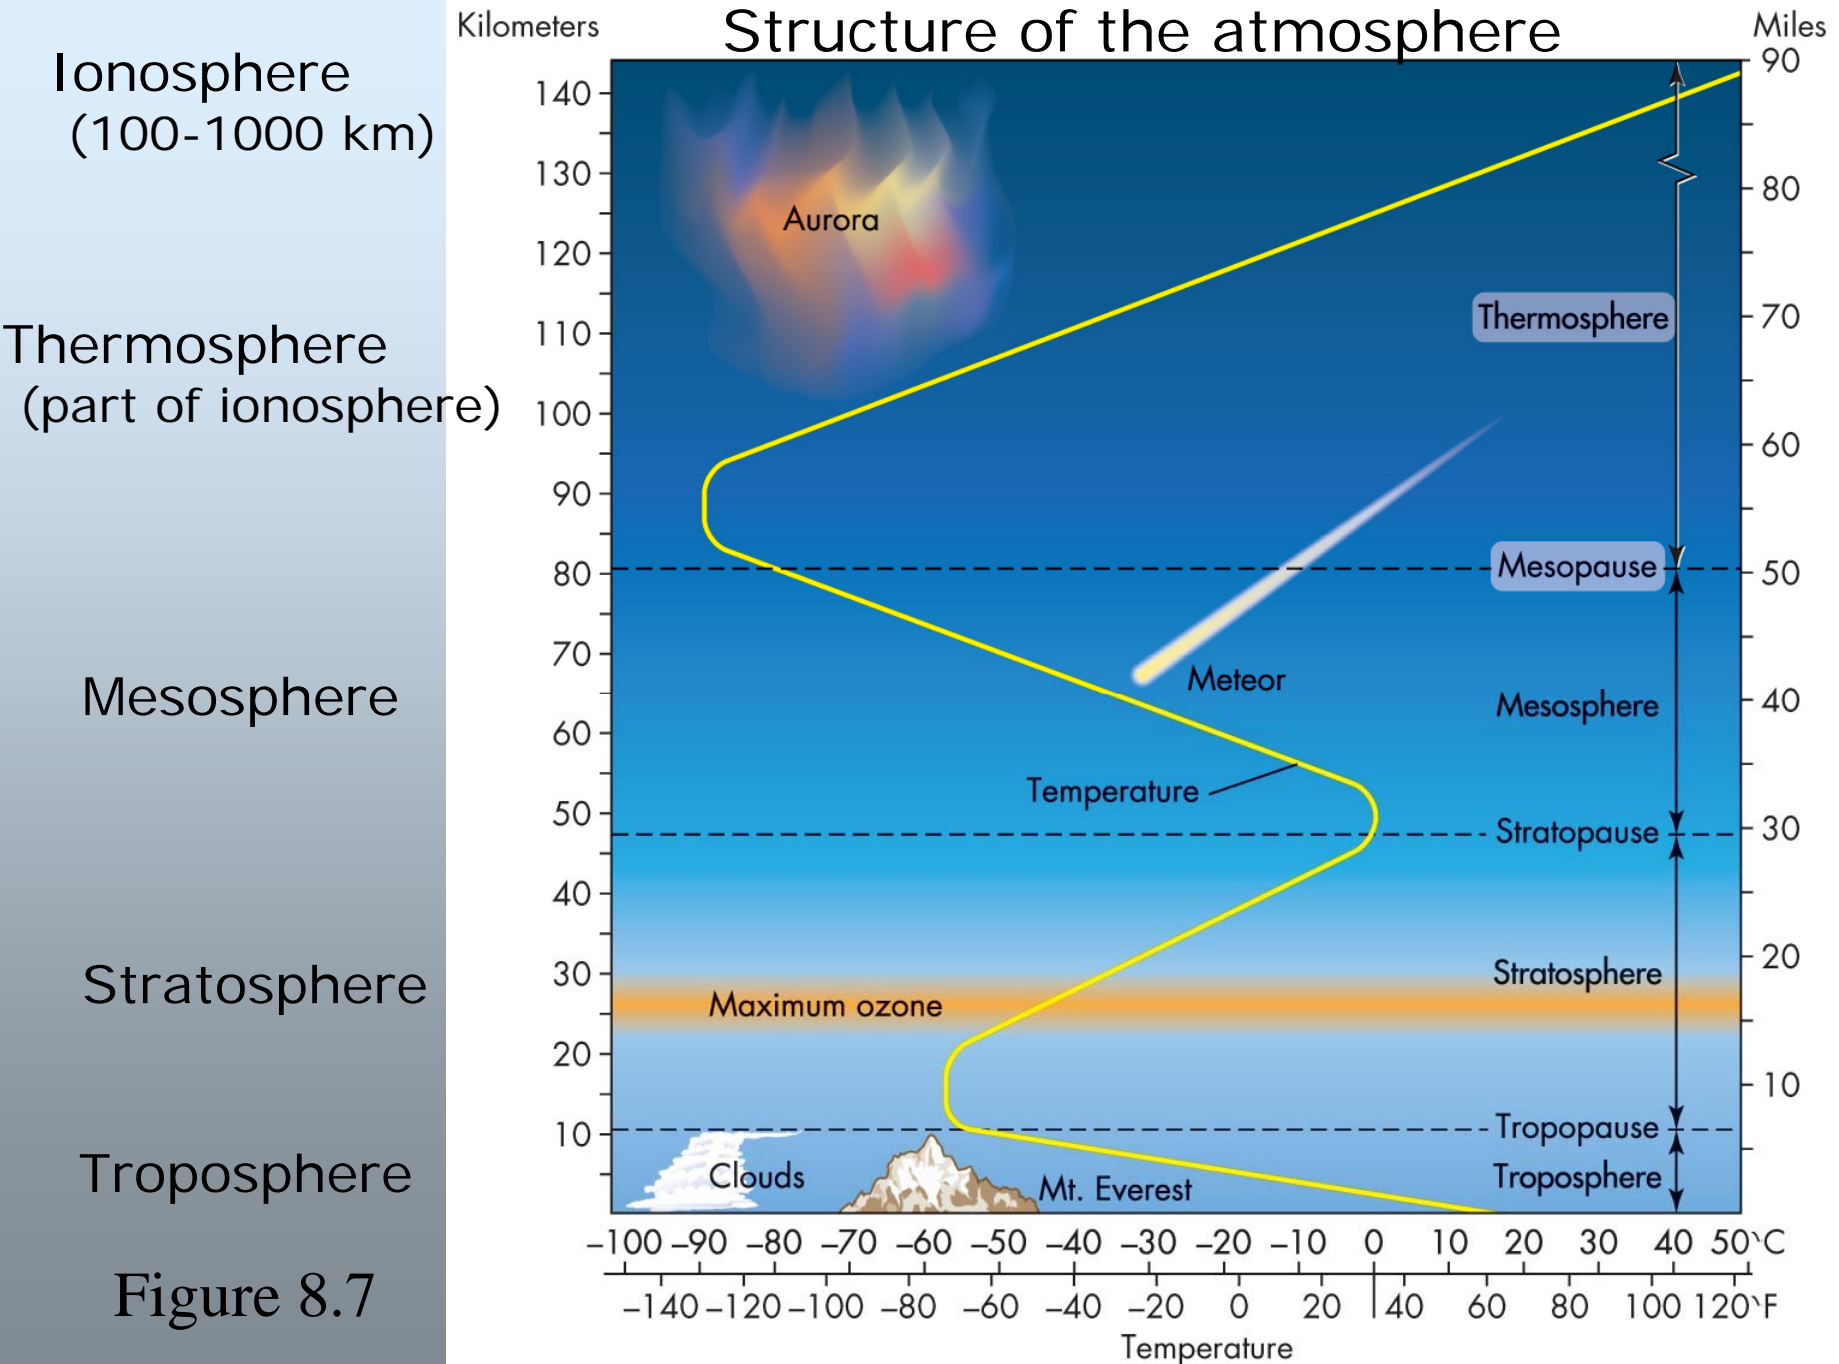 Structure of the atmosphere
Kilometers
Miles
Ionosphere
(100-1000 km)
Thermosphere
(part of ionosphere)
Mesosphere
Stratosphere
Troposphere
Figure 8.7
140
130
120
110
100
90
80
70
60
50
40
30
20
10
Aurora
Thermosphere
Mesopause
Meteor
Mesosphere
Temperature
Stratopause
Stratosphere
Maximum ozone
Tropopause
Clouds
Mt. Everest
Troposphere
90
80
70
60
50
40
30
20
10
–100 –90 –80 –70 –60 –50 –40 –30 –20 –10 0 10 20 30 40 50°C
–140 –120 –100 –80 –60 –40 –20 0 20 40 60 80 100 120°F
Temperature